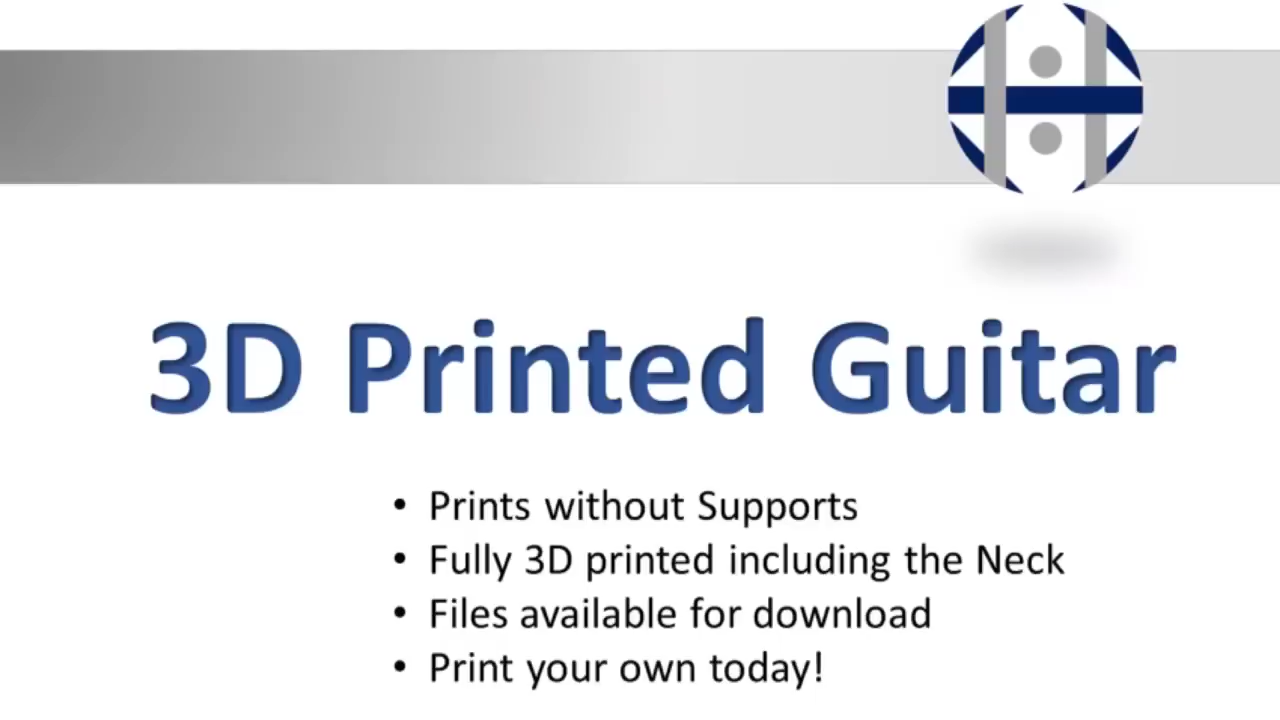 3D Printed Guitar
• Prints without Supports
• Fully 3D printed including the Neck
• Files available for download
• Print your own today!